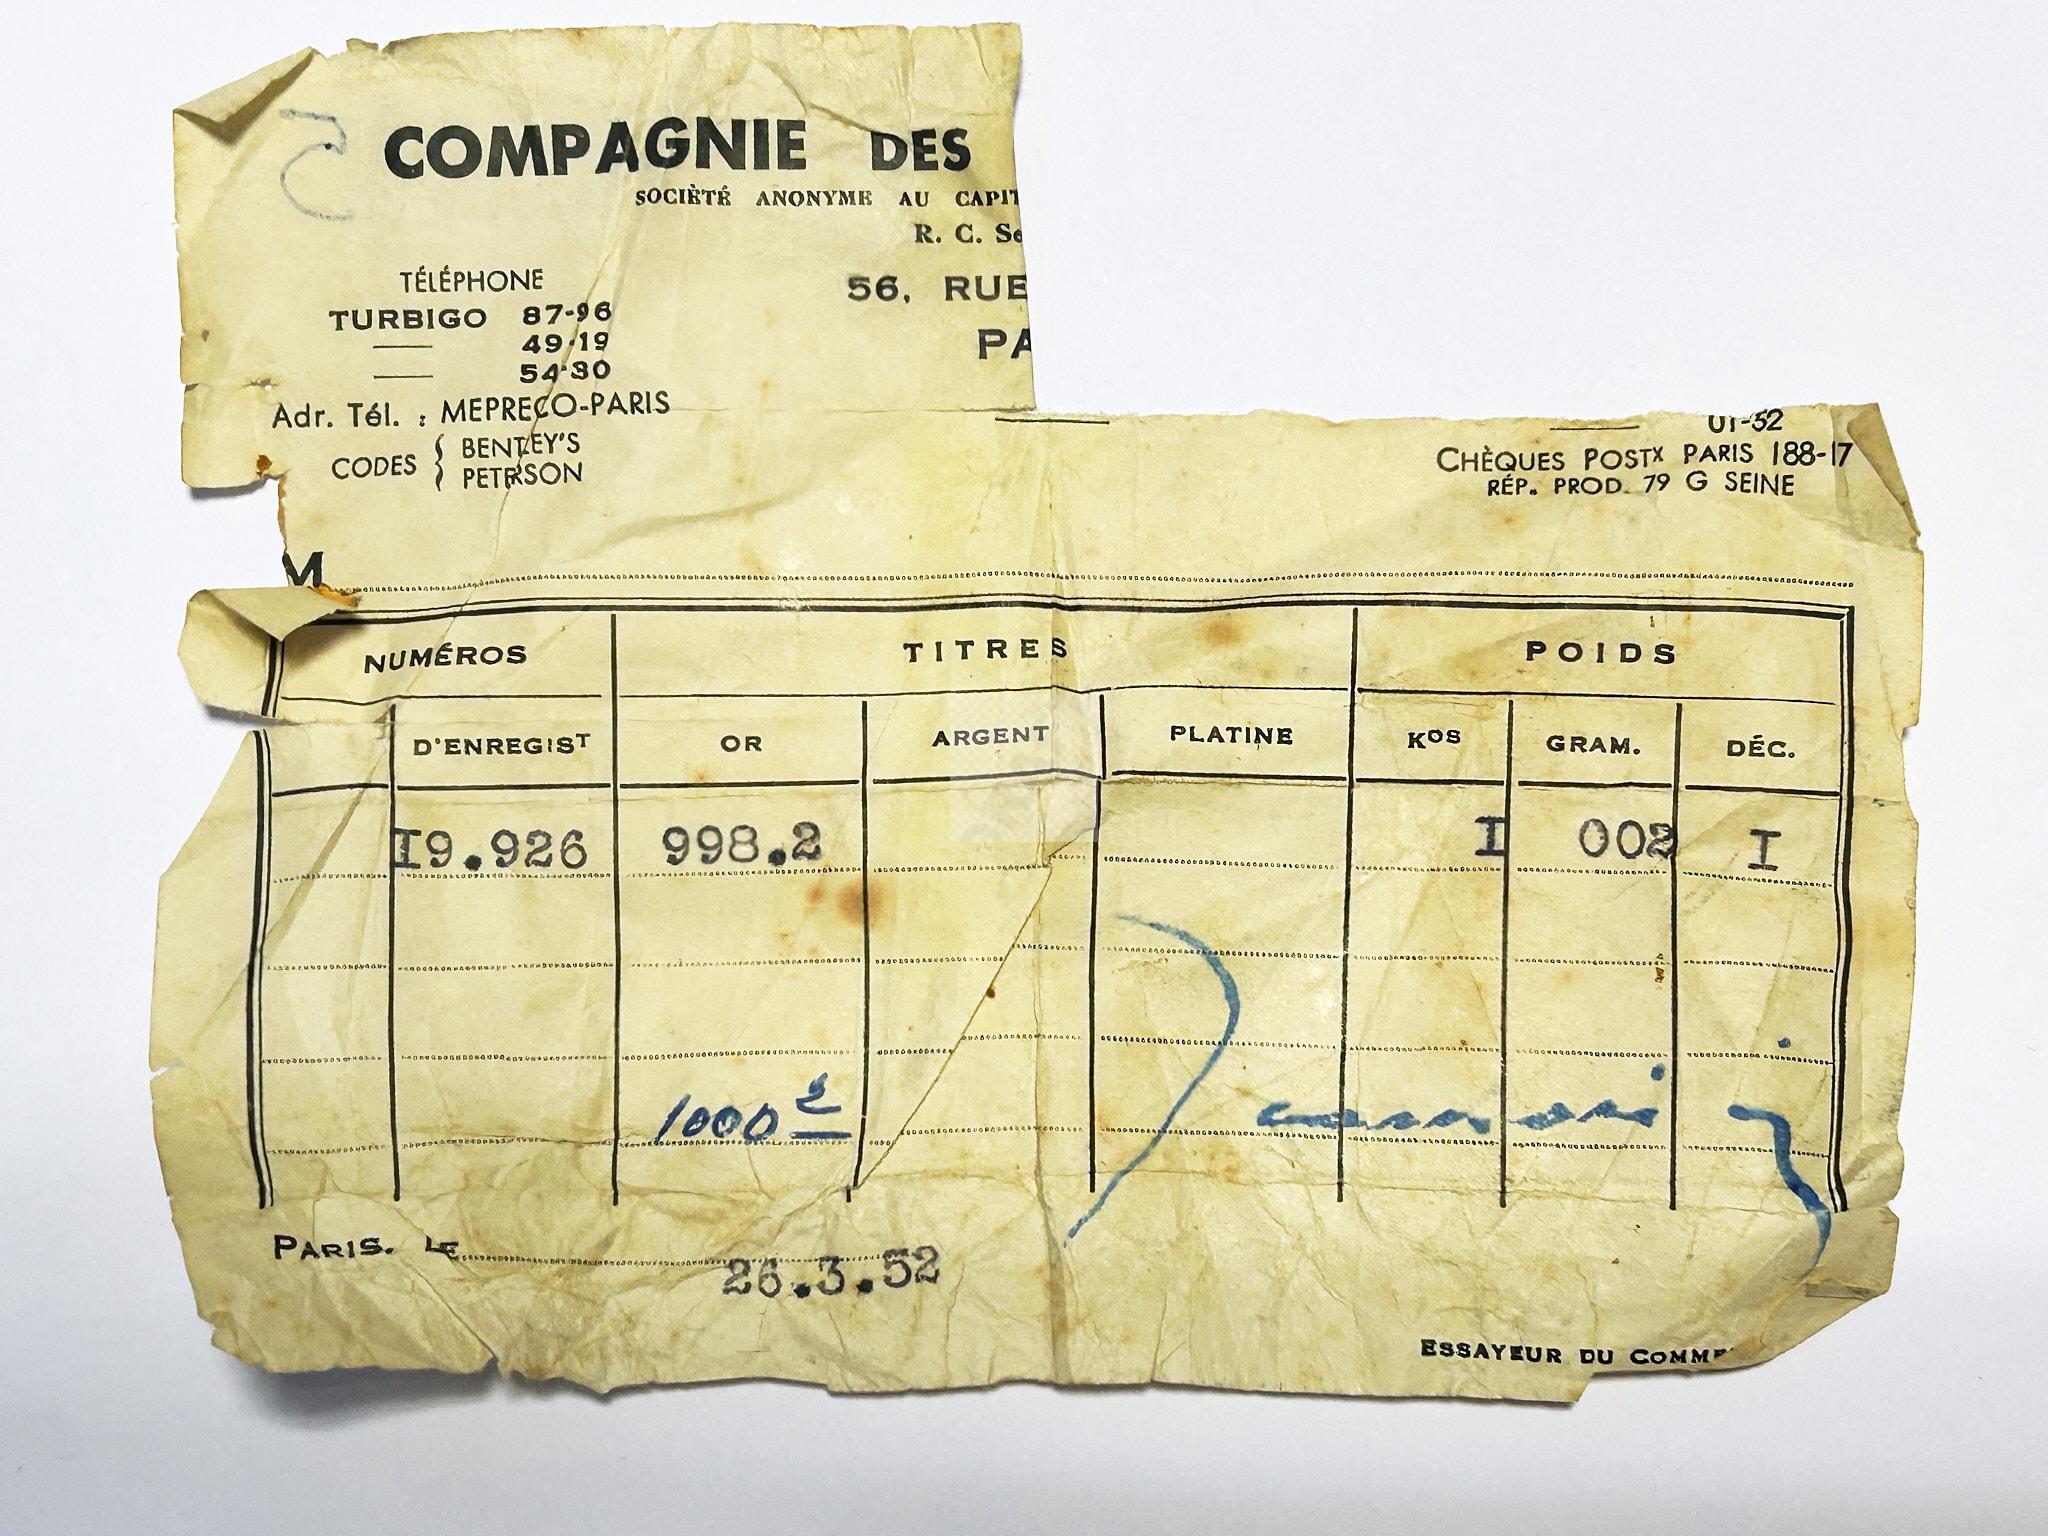 5
COMPAGNIE DES
SOCIÈTÉ ANONYME AU CAPIT
R. C. Se
56, RUE
PA
TÉLÉPHONE
TURBIGO 87-96
49-19
54-30
Adr. Tél. : MEPRECO-PARIS
CODES { BENTLEY'S
PETERSON
01-52
CHÈQUES POSTX PARIS 188-17
RÉP. PROD. 79 G SEINE
M
NUMÉROS TITRES POIDS
D'ENREGIST OR ARGENT PLATINE KOS GRAM. DÉC.
I9.926 998.2 I 002 I
1000
PARIS. LE 26.3.52
ESSAYEUR DU COMME